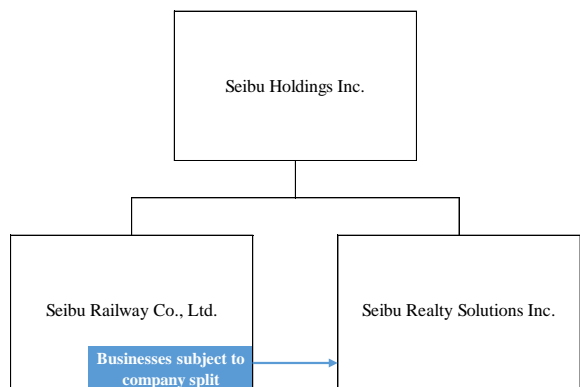 Seibu Holdings Inc.
Seibu Railway Co., Ltd.
Seibu Realty Solutions Inc.
Businesses subject to
company split